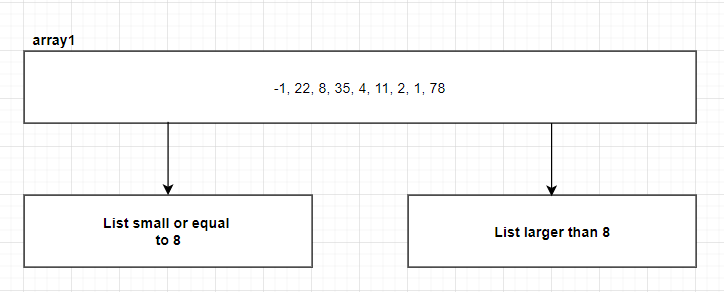 array1
-1, 22, 8, 35, 4, 11, 2, 1, 78
List small or equal
to 8
List larger than 8